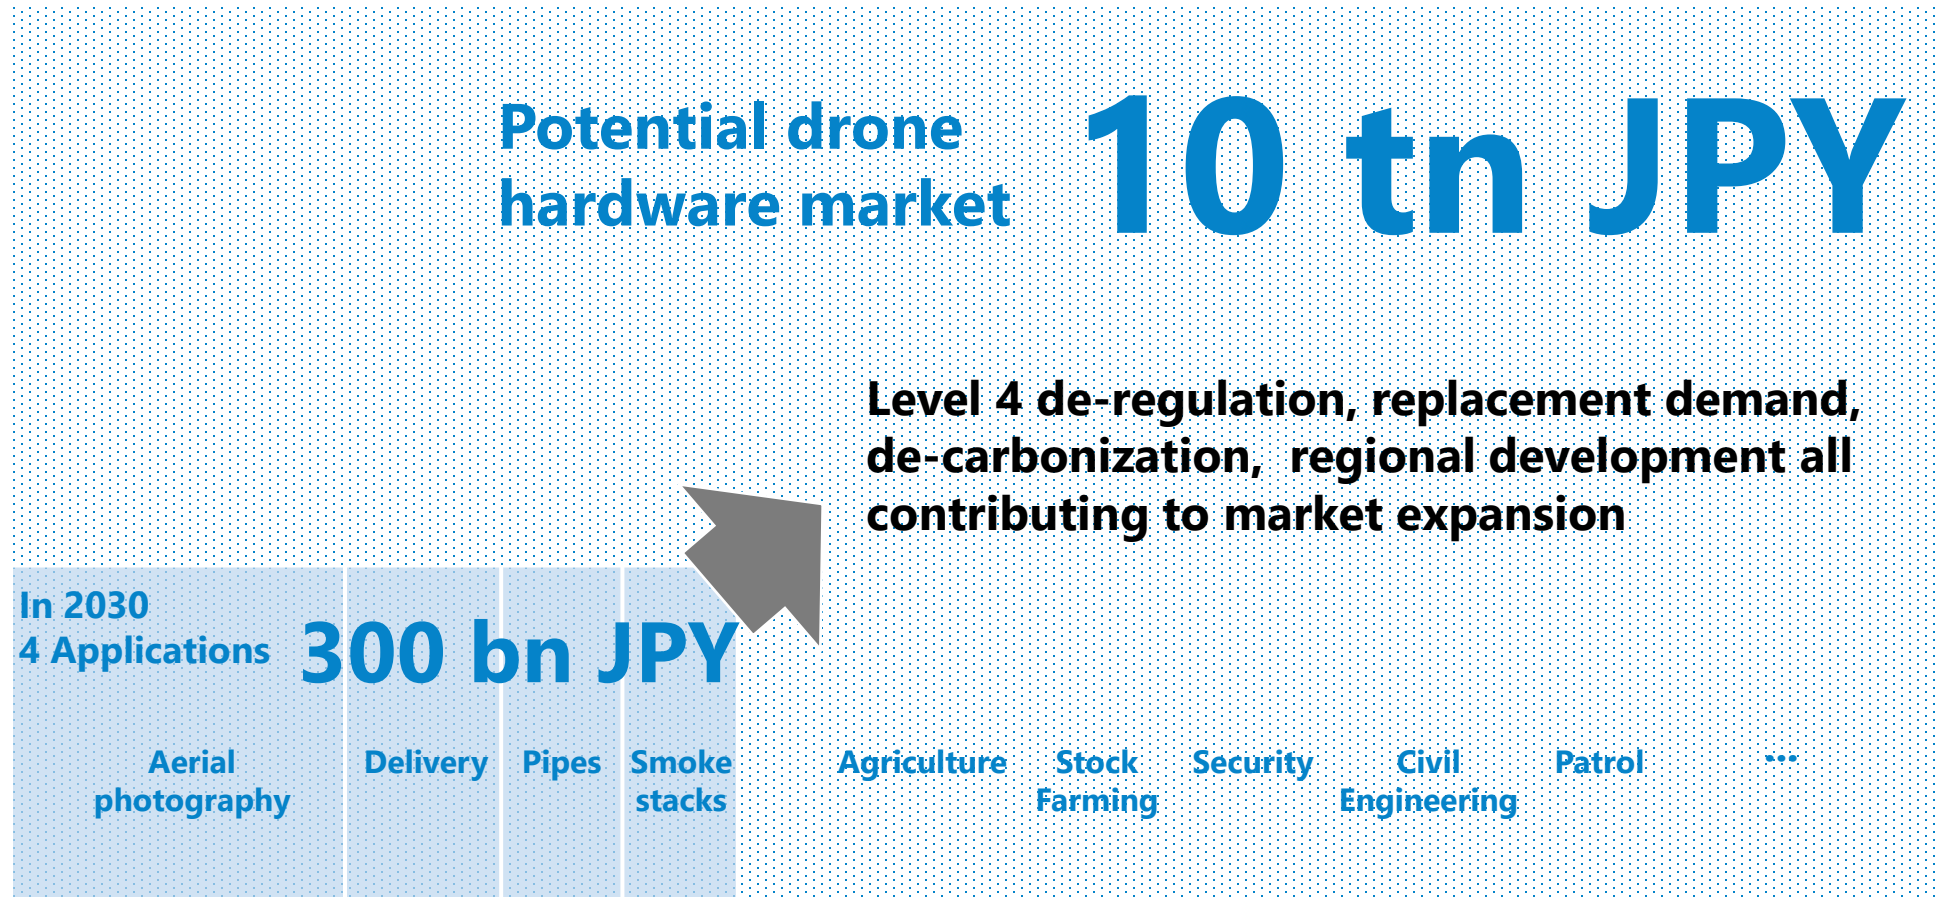 Potential drone
hardware market
10 tn JPY
Level 4 de-regulation, replacement demand,
de-carbonization, regional development all
contributing to market expansion
In 2030
4 Applications
300 bn JPY
Aerial
photography
Delivery
Pipes
Smoke
stacks
Agriculture
Stock
Farming
Security
Civil
Engineering
Patrol
...